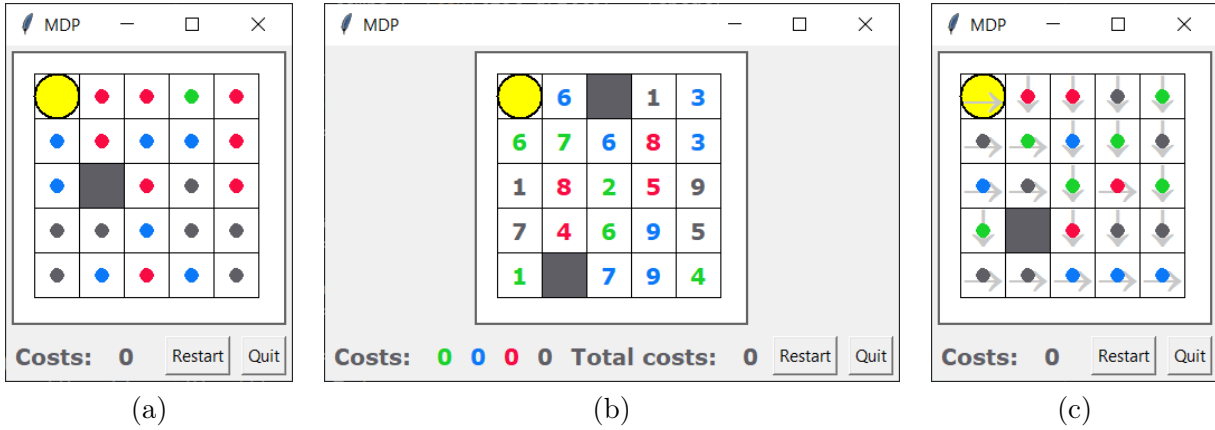 MDP
Costs: 0 Restart Quit
(a)
MDP
6 1 3
6 7 6 8 3
1 8 2 5 9
7 4 6 9 5
1 7 9 4
Costs: 0 0 0 0 Total costs: 0 Restart Quit
(b)
MDP
Costs: 0 Restart Quit
(c)